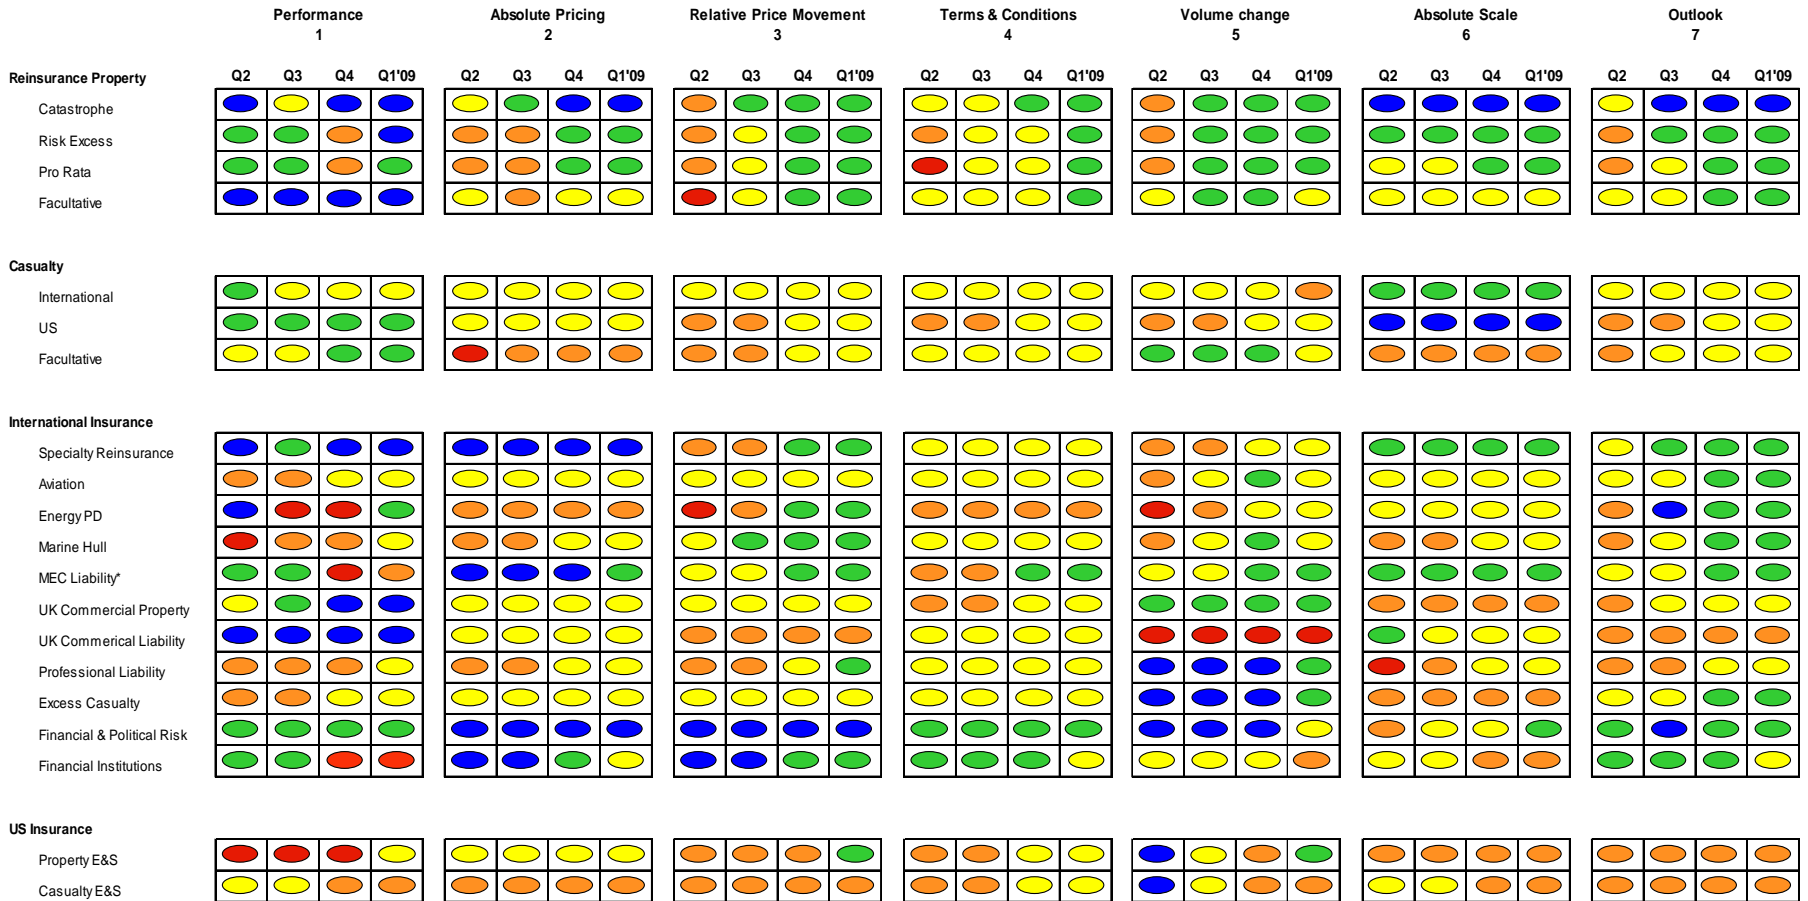 Performance Absolute Pricing Relative Price Movement Terms & Conditions Volume change Absolute Scale Outlook
1 2 3 4 5 6 7
Reinsurance Property Q2 Q3 Q4 Q1'09 Q2 Q3 Q4 Q1'09 Q2 Q3 Q4 Q1'09 Q2 Q3 Q4 Q1'09 Q2 Q3 Q4 Q1'09 Q2 Q3 Q4 Q1'09 Q2 Q3 Q4 Q1'09
Catastrophe
Risk Excess
Pro Rata
Facultative
Casualty
International
US
Facultative
International Insurance
Specialty Reinsurance
Aviation
Energy PD
Marine Hull
MEC Liability*
UK Commercial Property
UK Commerical Liability
Professional Liability
Excess Casualty
Financial & Political Risk
Financial Institutions
US Insurance
Property E&S
Casualty E&S